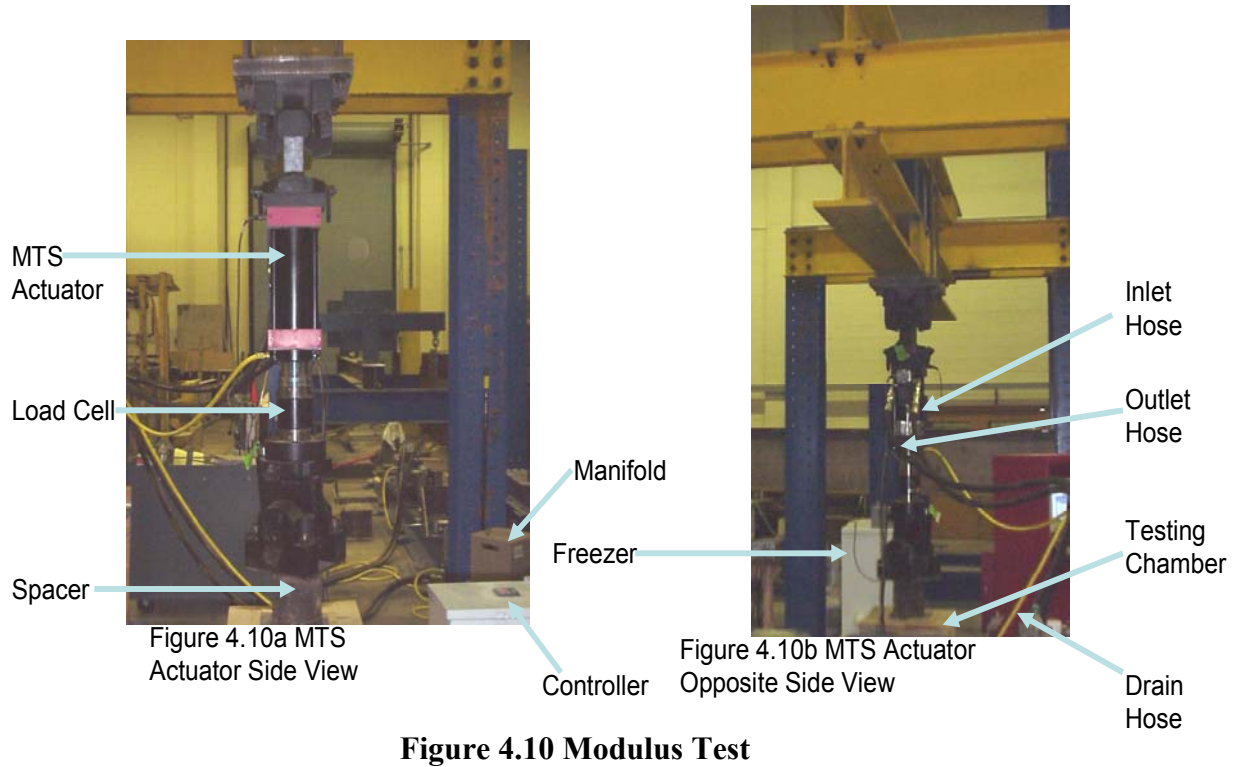 MTS
Actuator
Load Cell
Spacer
Manifold
Controller
Figure 4.10a MTS
Actuator Side View
Inlet
Hose
Outlet
Hose
Freezer
Testing
Chamber
Drain
Hose
Figure 4.10b MTS Actuator
Opposite Side View
Figure 4.10 Modulus Test